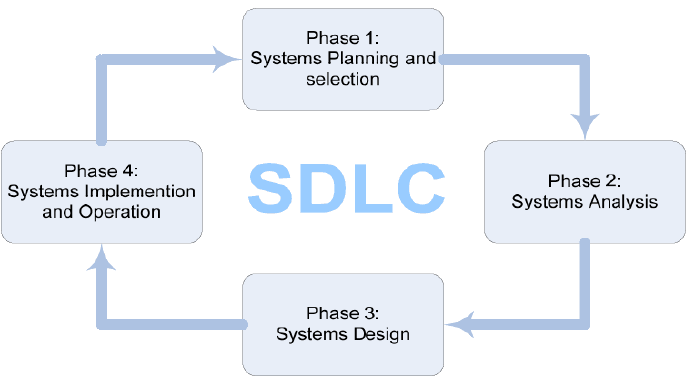 Phase 1:
Systems Planning and
selection
Phase 4:
Systems Implemention
and Operation
SDLC
Phase 2:
Systems Analysis
Phase 3:
Systems Design